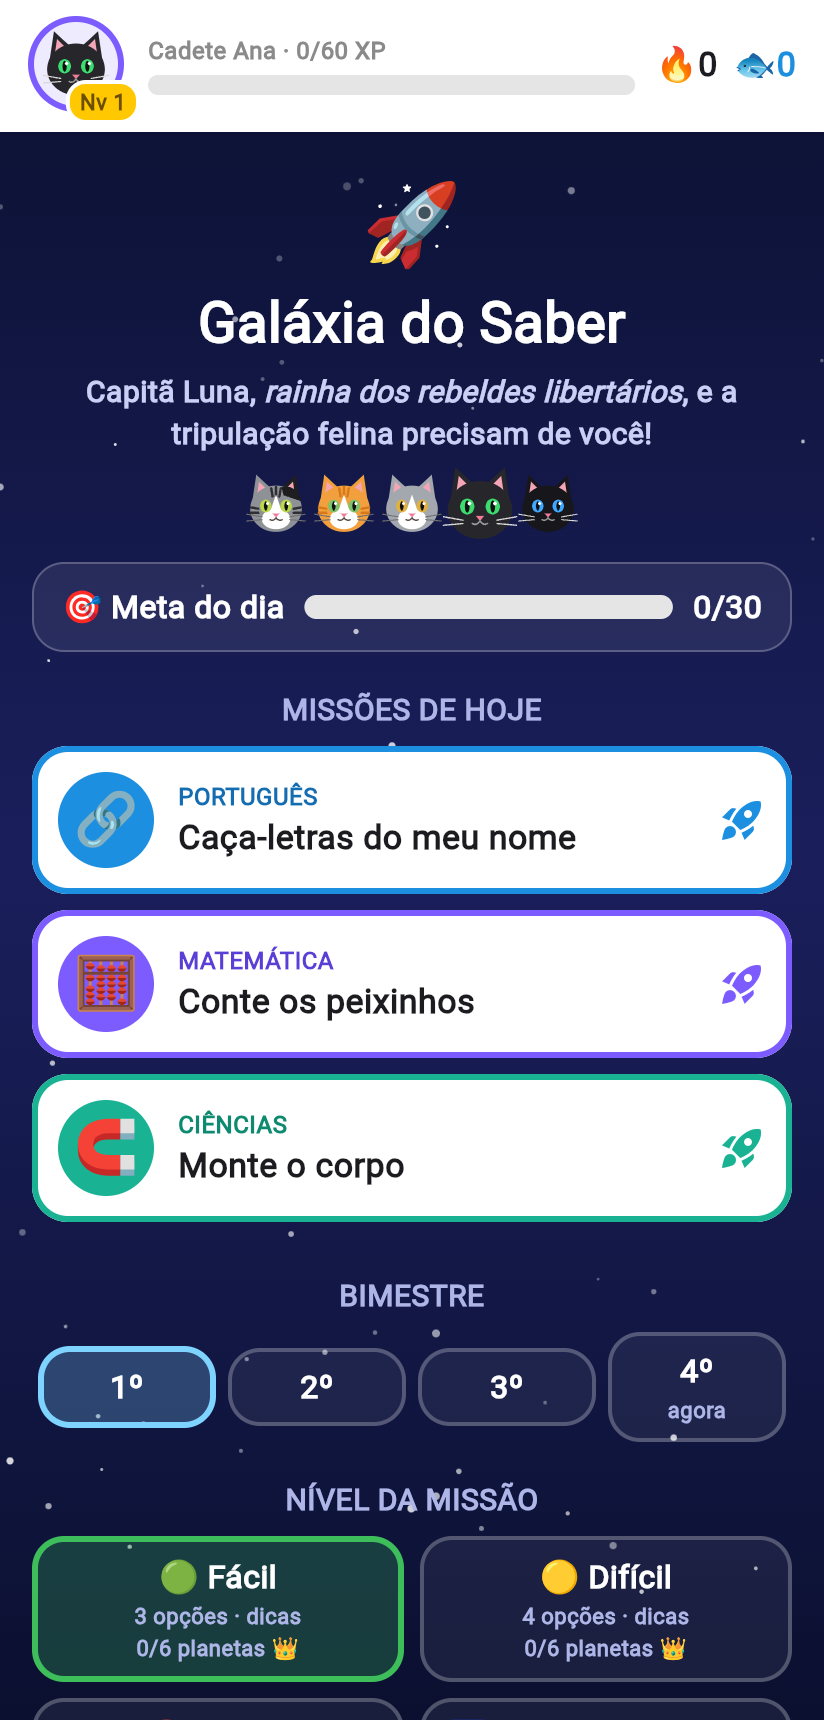 Cadete Ana · 0/60 XP
Nv 1
0
0
Galáxia do Saber
Capitã Luna, rainha dos rebeldes libertários, e a
tripulação felina precisam de você!
Meta do dia
0/30
MISSÕES DE HOJE
PORTUGUÊS
Caça-letras do meu nome
MATEMÁTICA
Conte os peixinhos
CIÊNCIAS
Monte o corpo
BIMESTRE
1º
2º
3º
4º
agora
NÍVEL DA MISSÃO
Fácil
3 opções · dicas
0/6 planetas
Difícil
4 opções · dicas
0/6 planetas